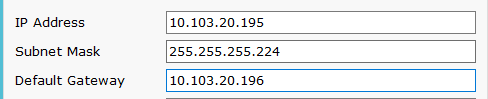 IP Address 10.103.20.195
Subnet Mask 255.255.255.224
Default Gateway 10.103.20.196